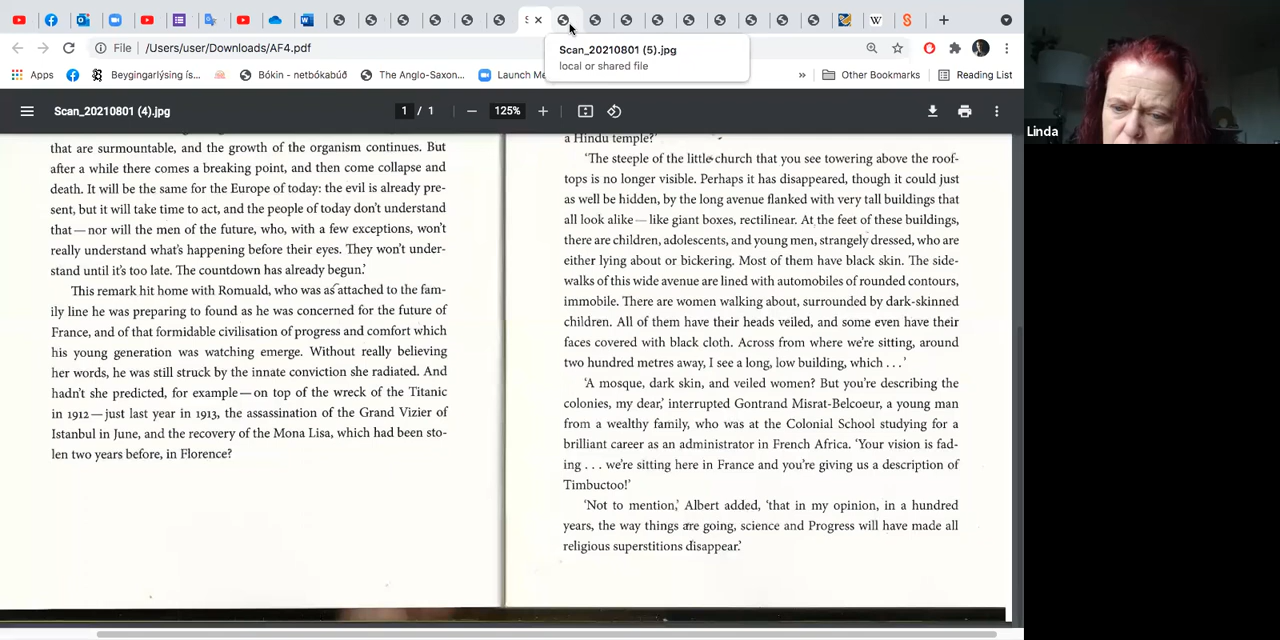 S
File
/Users/user/Downloads/AF4.pdf
Apps
Beygingarlýsing ís...
Bókin - netbókabúð
The Anglo-Saxon...
Launch Me
»
Other Bookmarks
Reading List
Scan_20210801 (5).jpg
local or shared file
Scan_20210801 (4).jpg
1 / 1
125%
Linda
that are surmountable, and the growth of the organism continues. But
after a while there comes a breaking point, and then come collapse and
death. It will be the same for the Europe of today: the evil is already pre-
sent, but it will take time to act, and the people of today don’t understand
that — nor will the men of the future, who, with a few exceptions, won’t
really understand what’s happening before their eyes. They won’t under-
stand until it’s too late. The countdown has already begun.’
This remark hit home with Romuald, who was as attached to the fam-
ily line he was preparing to found as he was concerned for the future of
France, and of that formidable civilisation of progress and comfort which
his young generation was watching emerge. Without really believing
her words, he was still struck by the innate conviction she radiated. And
hadn’t she predicted, for example — on top of the wreck of the Titanic
in 1912 — just last year in 1913, the assassination of the Grand Vizier of
Istanbul in June, and the recovery of the Mona Lisa, which had been sto-
len two years before, in Florence?
a Hindu temple?’
‘The steeple of the little church that you see towering above the roof-
tops is no longer visible. Perhaps it has disappeared, though it could just
as well be hidden, by the long avenue flanked with very tall buildings that
all look alike — like giant boxes, rectilinear. At the feet of these buildings,
there are children, adolescents, and young men, strangely dressed, who are
either lying about or bickering. Most of them have black skin. The side-
walks of this wide avenue are lined with automobiles of rounded contours,
immobile. There are women walking about, surrounded by dark-skinned
children. All of them have their heads veiled, and some even have their
faces covered with black cloth. Across from where we’re sitting, around
two hundred metres away, I see a long, low building, which . . .’
‘A mosque, dark skin, and veiled women? But you’re describing the
colonies, my dear,’ interrupted Gontrand Misrat-Belcoeur, a young man
from a wealthy family, who was at the Colonial School studying for a
brilliant career as an administrator in French Africa. ‘Your vision is fad-
ing . . . we’re sitting here in France and you’re giving us a description of
Timbuctoo!’
‘Not to mention,’ Albert added, ‘that in my opinion, in a hundred
years, the way things are going, science and Progress will have made all
religious superstitions disappear.’